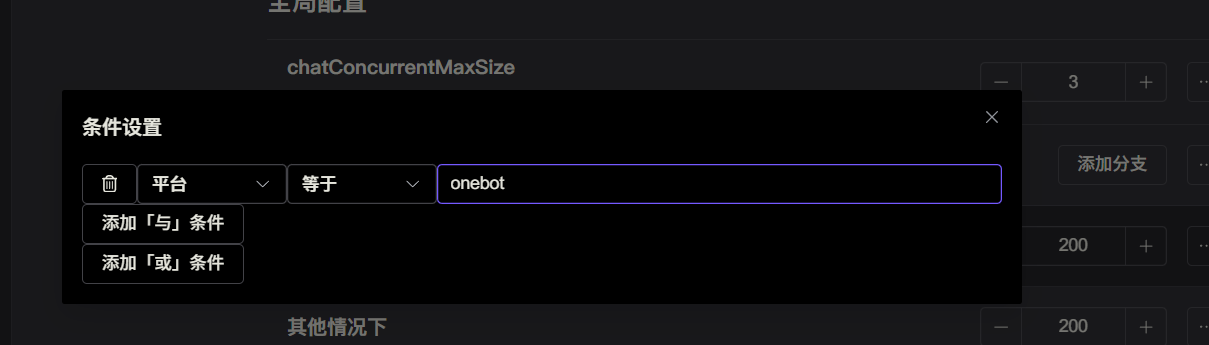 全局配置
chatConcurrentMaxSize
3
条件设置
平台 等于 onebot
添加分支
添加「与」条件
添加「或」条件
200
其他情况下
200